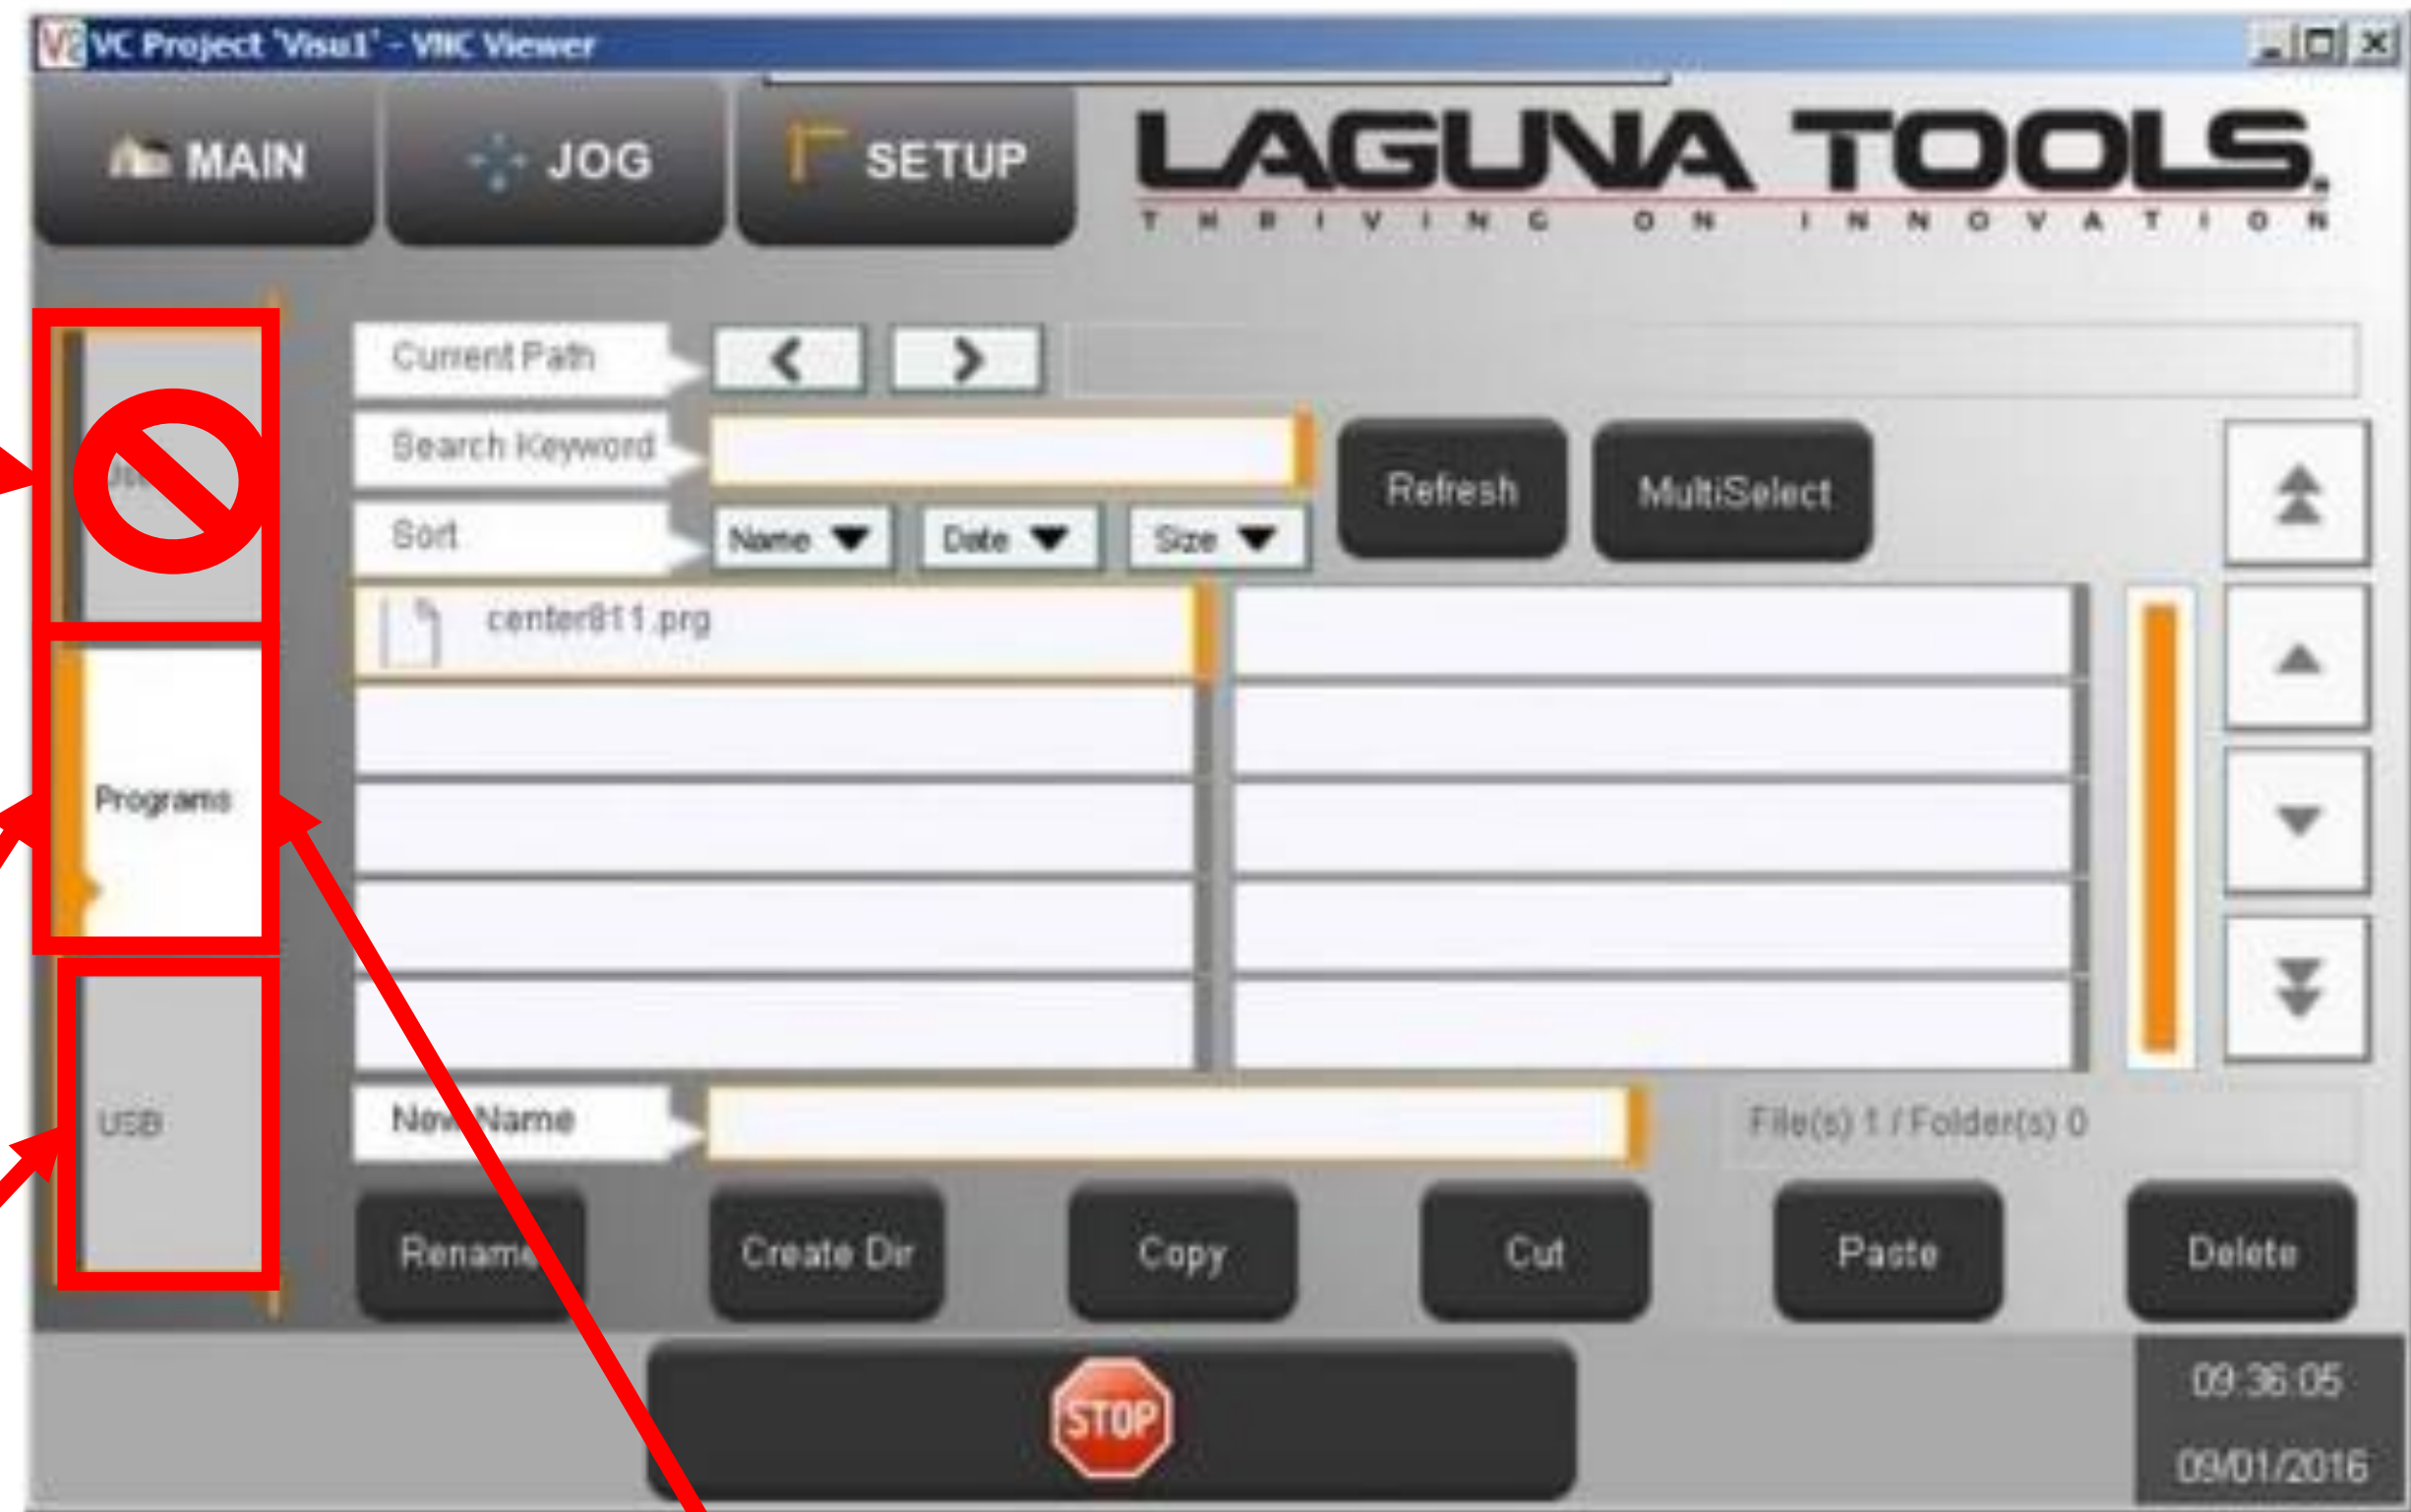 VC Project 'Visu1' - VNC Viewer
MAIN
JOG
SETUP
LAGUNA TOOLS
THRIVING ON INNOVATION
Current Path
Search Keyword
Refresh
MultiSelect
Sort
Name
Date
Size
center811.prg
Programs
USB
New Name
File(s) 1 / Folder(s) 0
Rename
Create Dir
Copy
Cut
Paste
Delete
STOP
09:36:05
09/01/2016